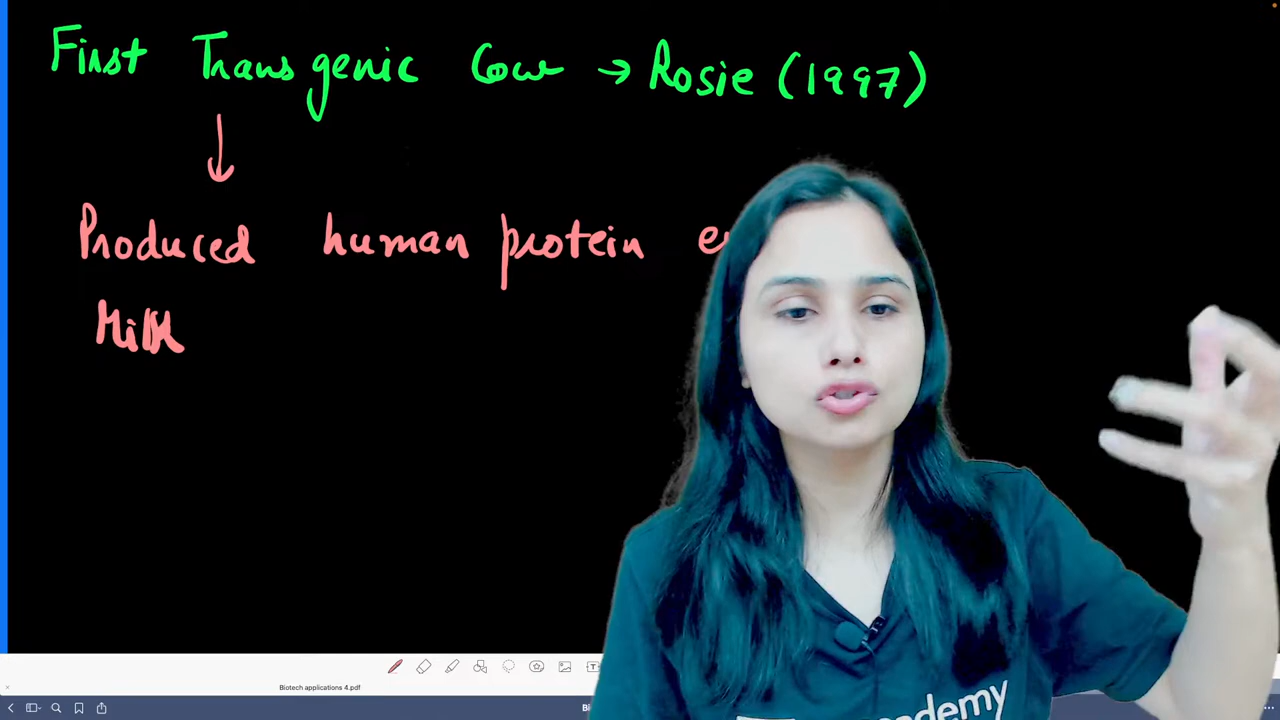 First Transgenic Cow → Rosie (1997)
↓
Produced human protein
Milk
Biotech applications 4.pdf